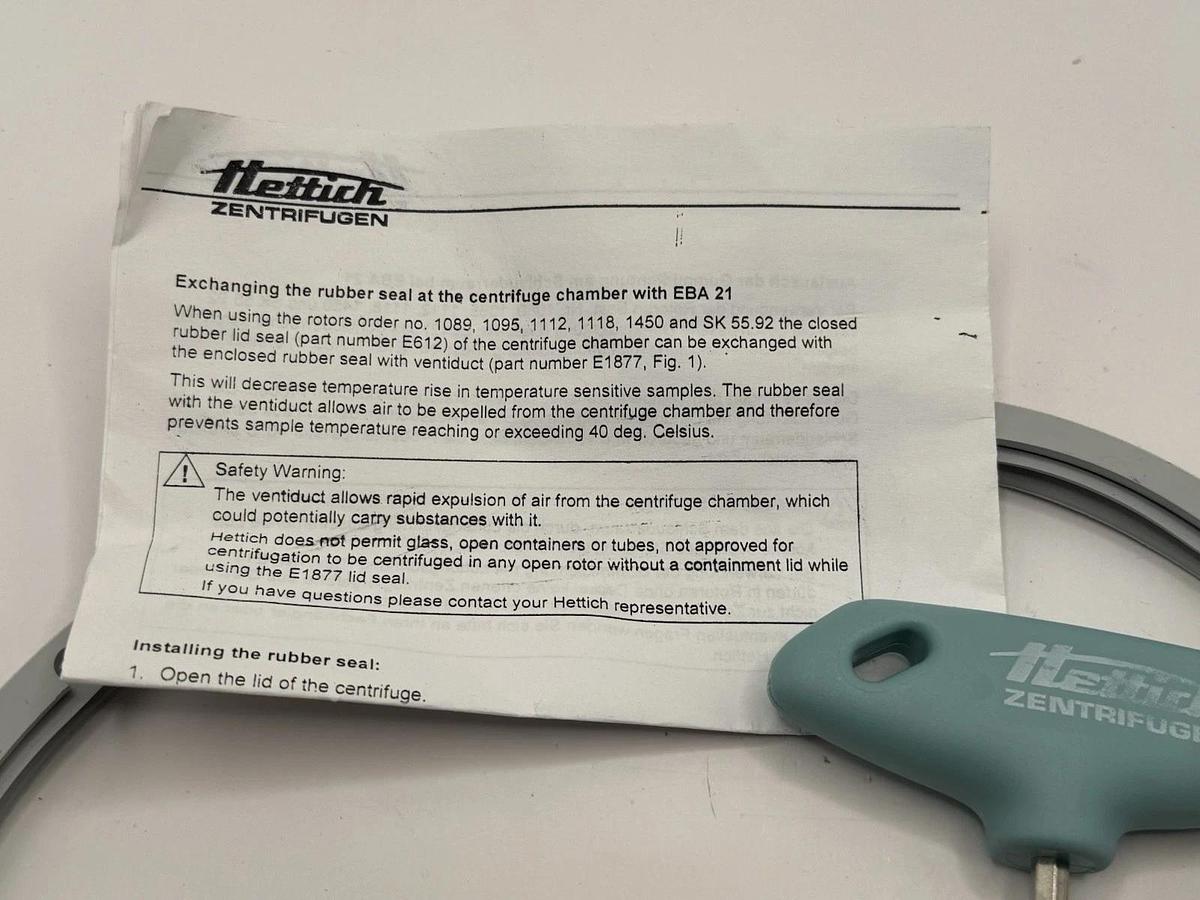 Hettich
ZENTRIFUGEN
Exchanging the rubber seal at the centrifuge chamber with EBA 21
When using the rotors order no. 1089, 1095, 1112, 1118, 1450 and SK 55.92 the closed
rubber lid seal (part number E612) of the centrifuge chamber can be exchanged with
the enclosed rubber seal with ventiduct (part number E1877, Fig. 1).
This will decrease temperature rise in temperature sensitive samples. The rubber seal
with the ventiduct allows air to be expelled from the centrifuge chamber and therefore
prevents sample temperature reaching or exceeding 40 deg. Celsius.
Safety Warning:
The ventiduct allows rapid expulsion of air from the centrifuge chamber, which
could potentially carry substances with it.
Hettich does not permit glass, open containers or tubes, not approved for
centrifugation to be centrifuged in any open rotor without a containment lid while
using the E1877 lid seal.
If you have questions please contact your Hettich representative.
Installing the rubber seal:
1. Open the lid of the centrifuge.
Hettich
ZENTRIFUGE